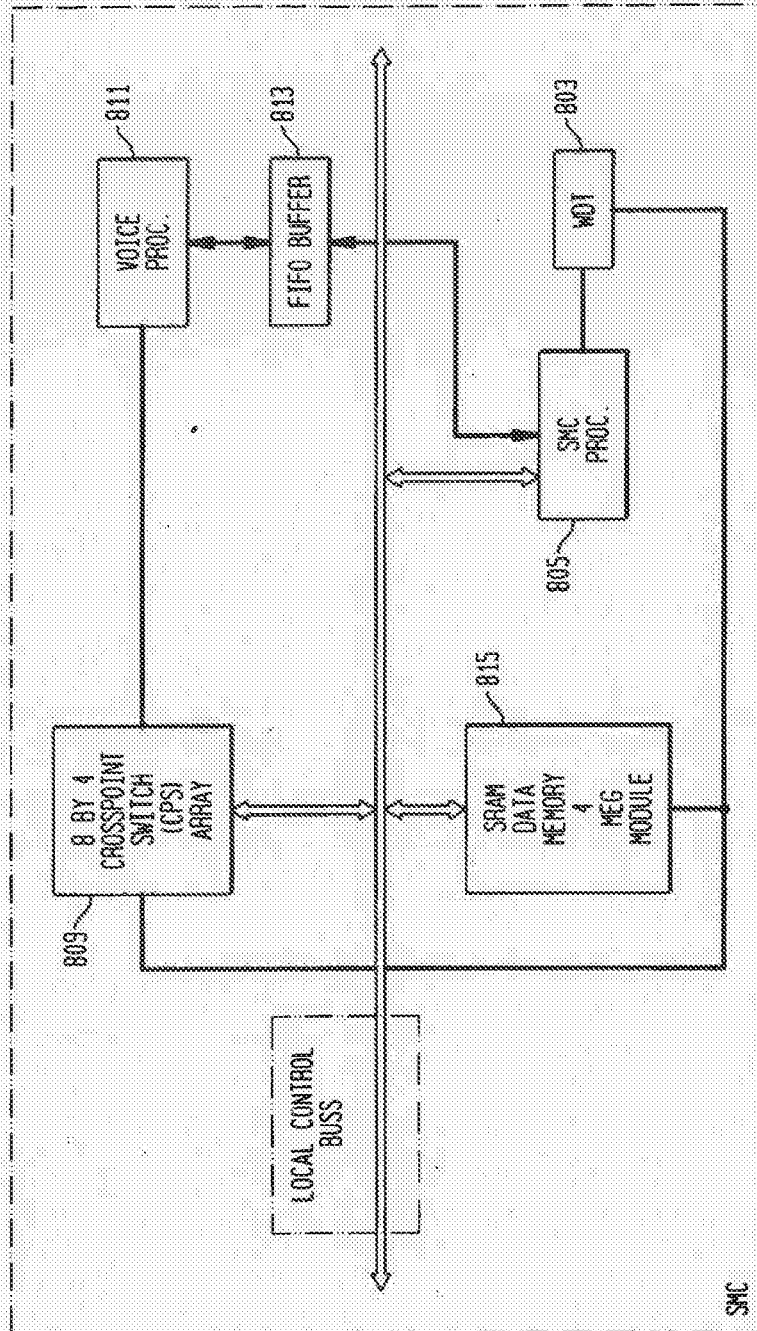 811
VOICE
PROC.
813
FIFO BUFFER
803
WDT
SMC
PROC.
805
8 BY 4
CROSSPOINT
SWITCH
(CPS)
ARRAY
809
815
SRAM
DATA
MEMORY
4
MEG
MODULE
LOCAL CONTROL
BUSS
SMC